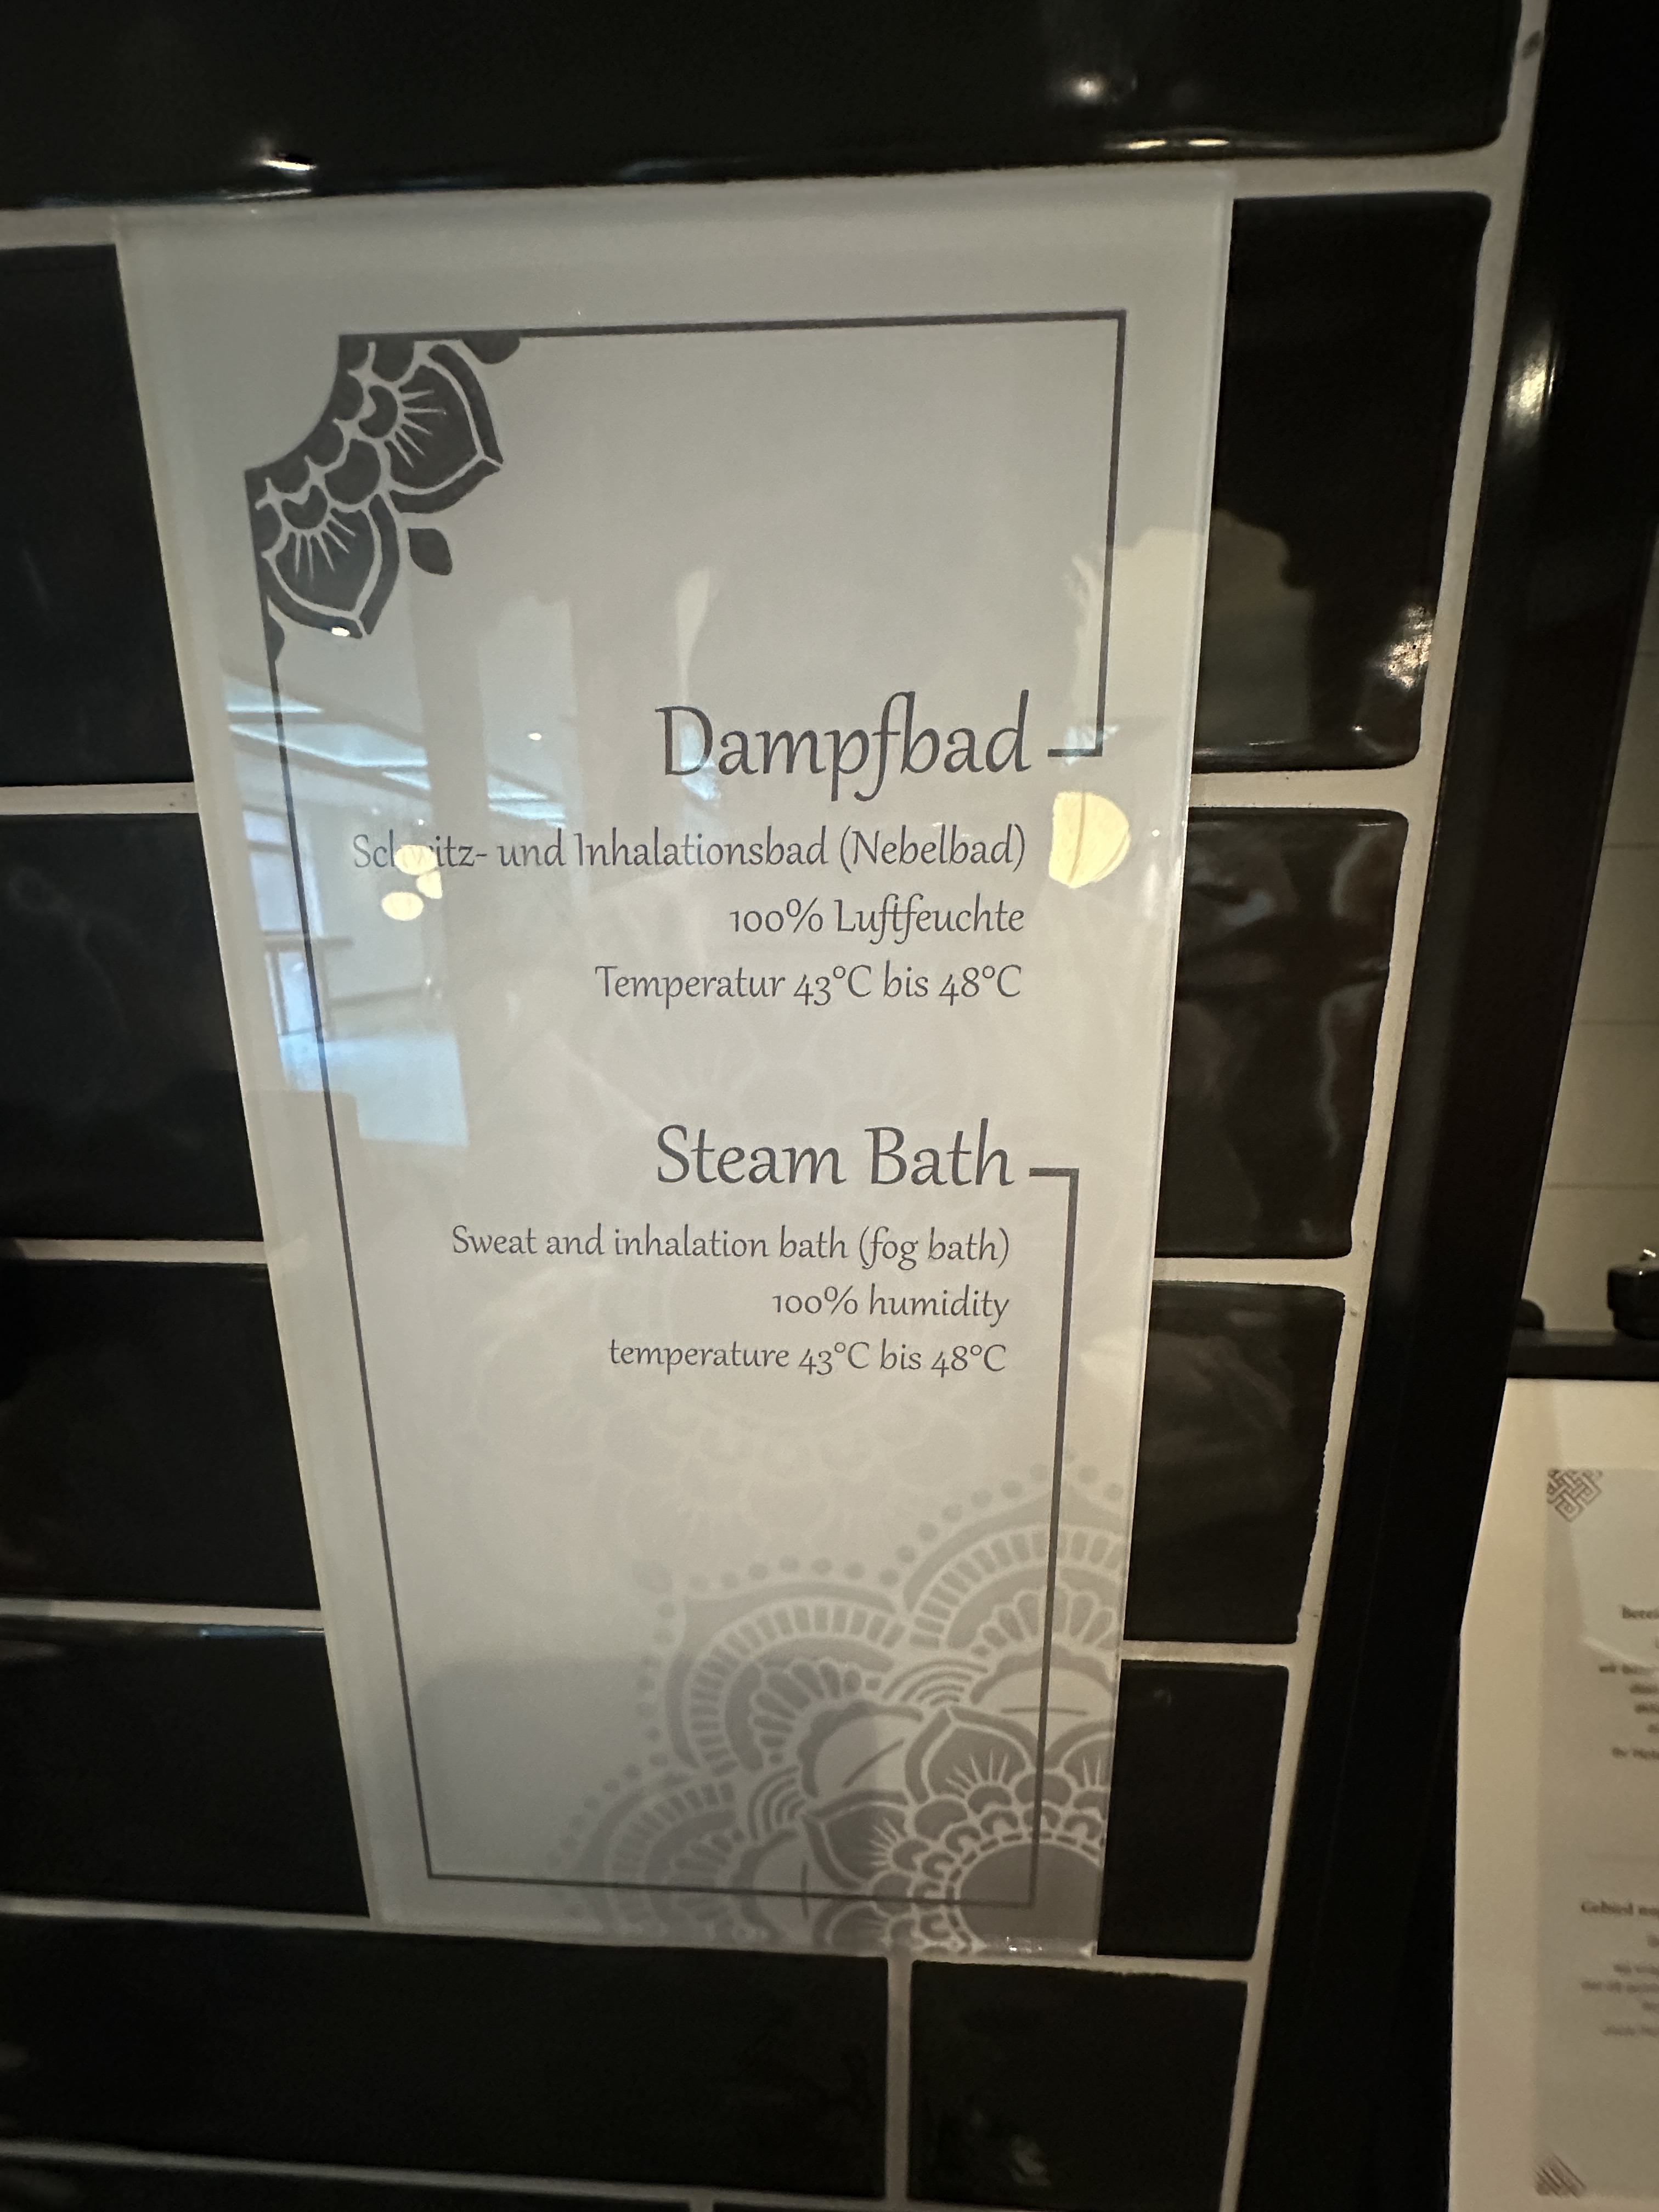 Dampfbad
Schwitz- und Inhalationsbad (Nebelbad)
100% Luftfeuchte
Temperatur 43°C bis 48°C
Steam Bath
Sweat and inhalation bath (fog bath)
100% humidity
temperature 43°C bis 48°C